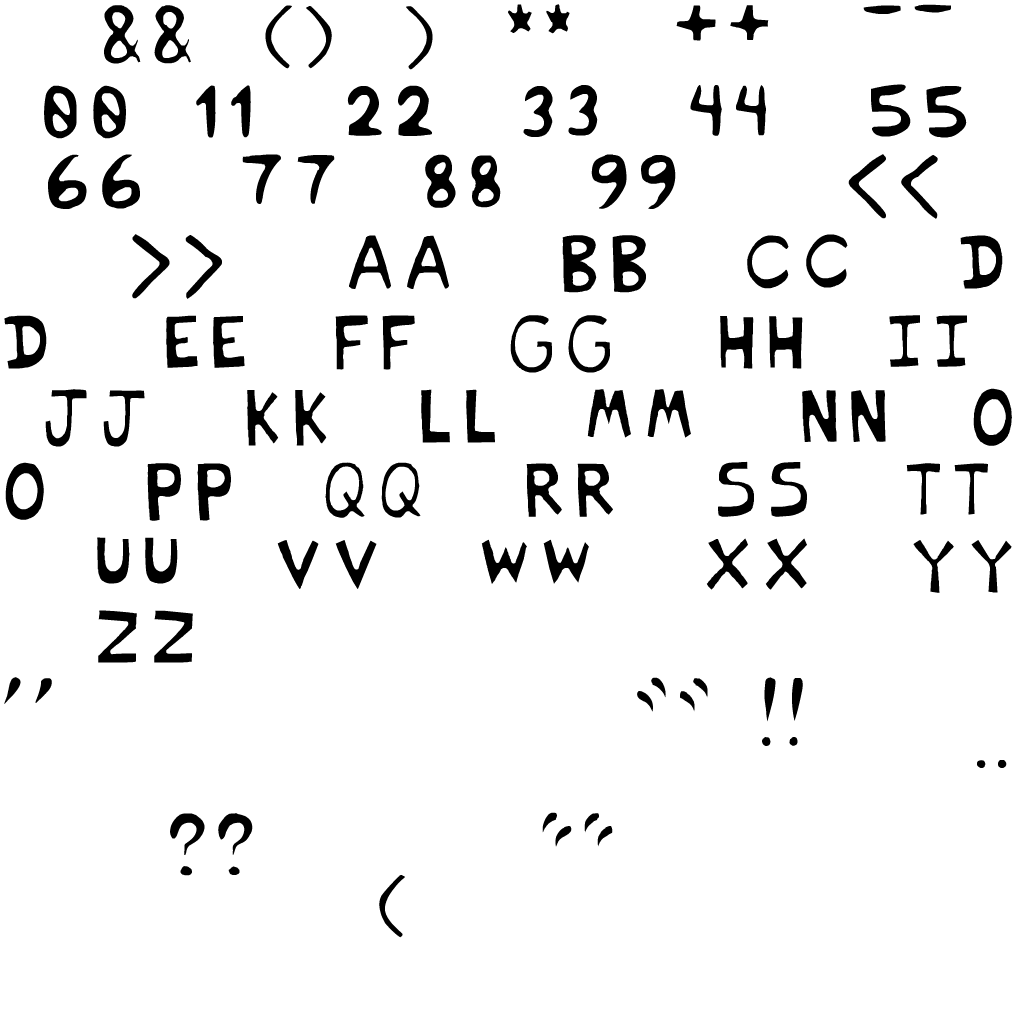 && () ) ** ++ --
00 11 22 33 44 55
66 77 88 99 <<
>> AA BB CC D
D EE FF GG HH II
JJ KK LL MM NN O
O PP QQ RR SS TT
UU VV WW XX YY
ZZ
’’ “ “ !!
..
?? ” ”
(